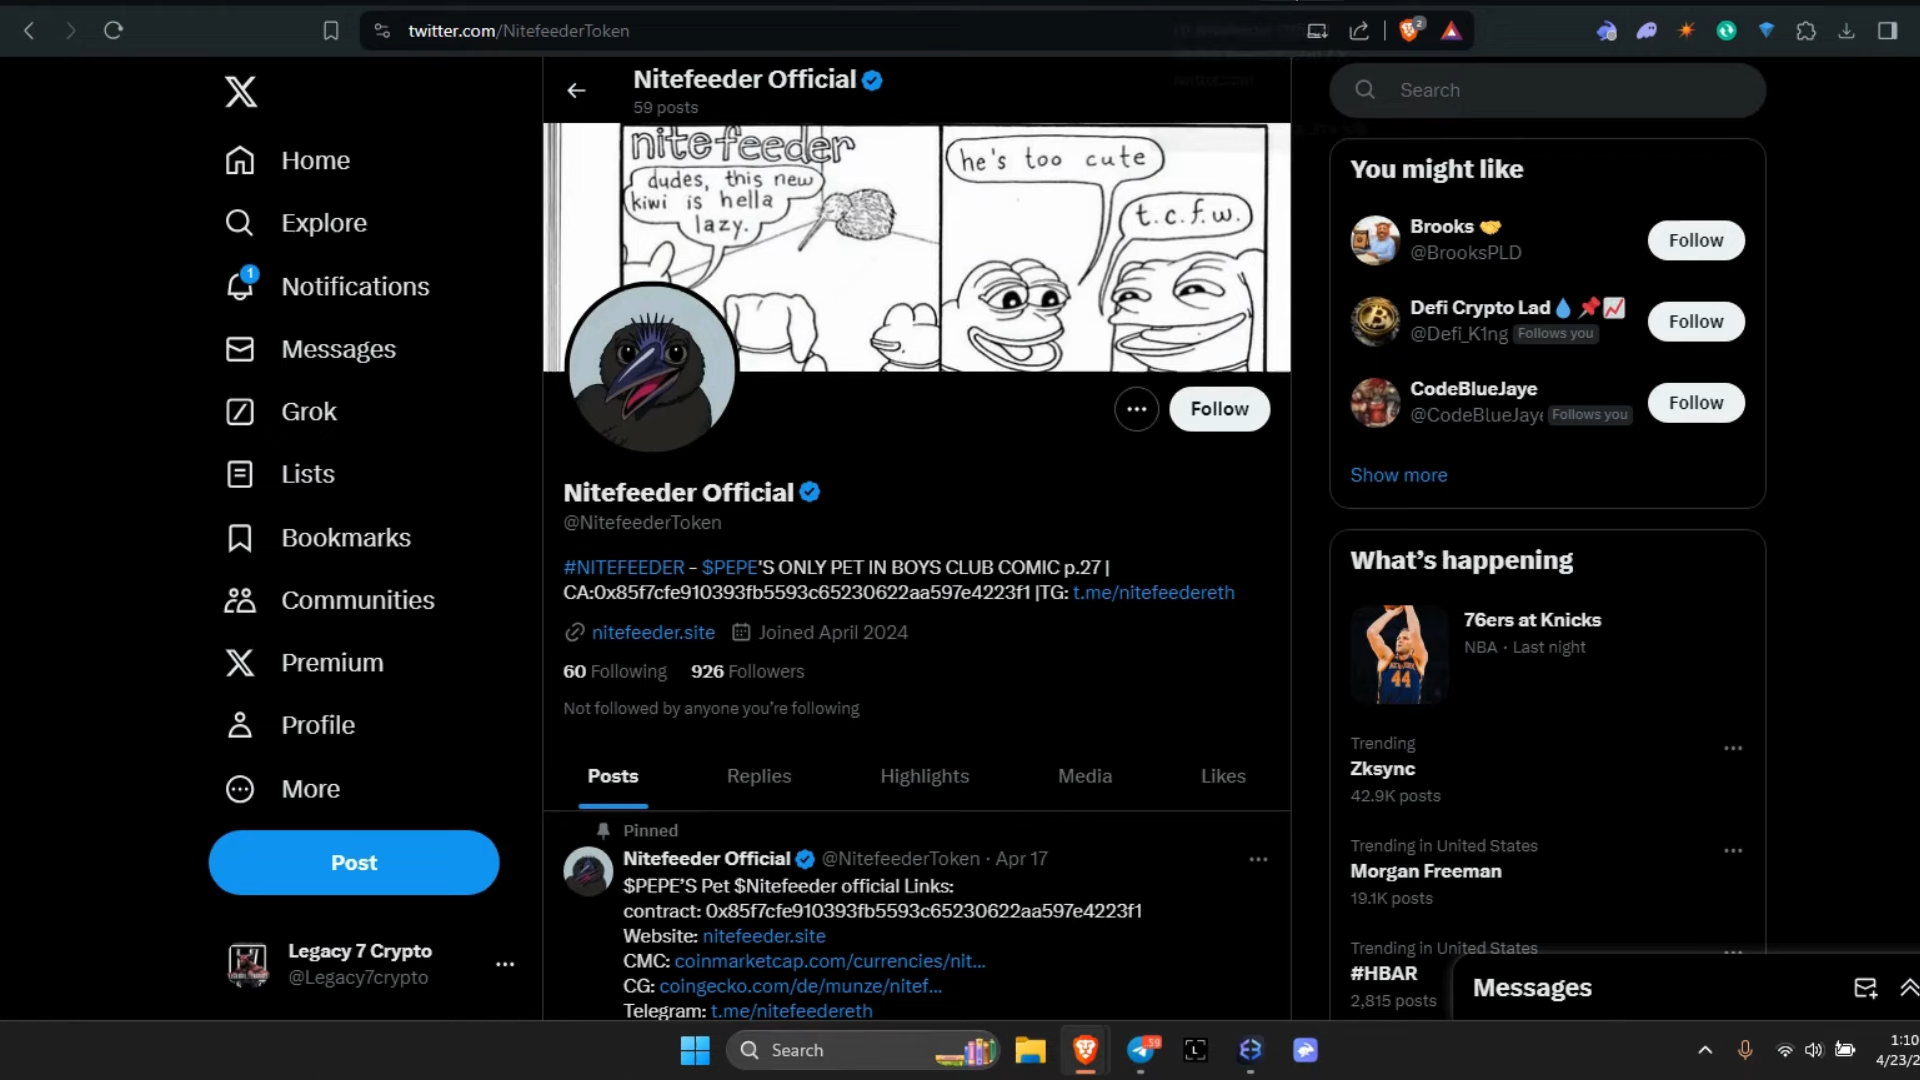 twitter.com/NitefeederToken
2
Home
Explore
1
Notifications
Messages
Grok
Lists
Bookmarks
Communities
Premium
Profile
More
Post
Legacy 7 Crypto
@Legacy7crypto
Nitefeeder Official
59 posts
nitefeeder
dudes, this new
kiwi is hella
lazy.
he's too cute
t.c.f.w.
Follow
Nitefeeder Official
@NitefeederToken
#NITEFEEDER - $PEPE'S ONLY PET IN BOYS CLUB COMIC p.27 |
CA:0x85f7cfe910393fb5593c65230622aa597e4223f1 |TG: t.me/nitefeedereth
nitefeeder.site Joined April 2024
60 Following 926 Followers
Not followed by anyone you're following
Posts Replies Highlights Media Likes
Pinned
Nitefeeder Official @NitefeederToken · Apr 17
$PEPE'S Pet $Nitefeeder official Links:
contract: 0x85f7cfe910393fb5593c65230622aa597e4223f1
Website: nitefeeder.site
CMC: coinmarketcap.com/currencies/nit...
CG: coingecko.com/de/munze/nitef...
Telegram: t.me/nitefeedereth
Search
You might like
Brooks
@BrooksPLD
Follow
Defi Crypto Lad
@Defi_K1ng Follows you
Follow
CodeBlueJaye
@CodeBlueJaye Follows you
Follow
Show more
What's happening
44
76ers at Knicks
NBA · Last night
Trending
Zksync
42.9K posts
Trending in United States
Morgan Freeman
19.1K posts
Trending in United States
#HBAR
2,815 posts
Messages
Search
59
1:10
4/23/2